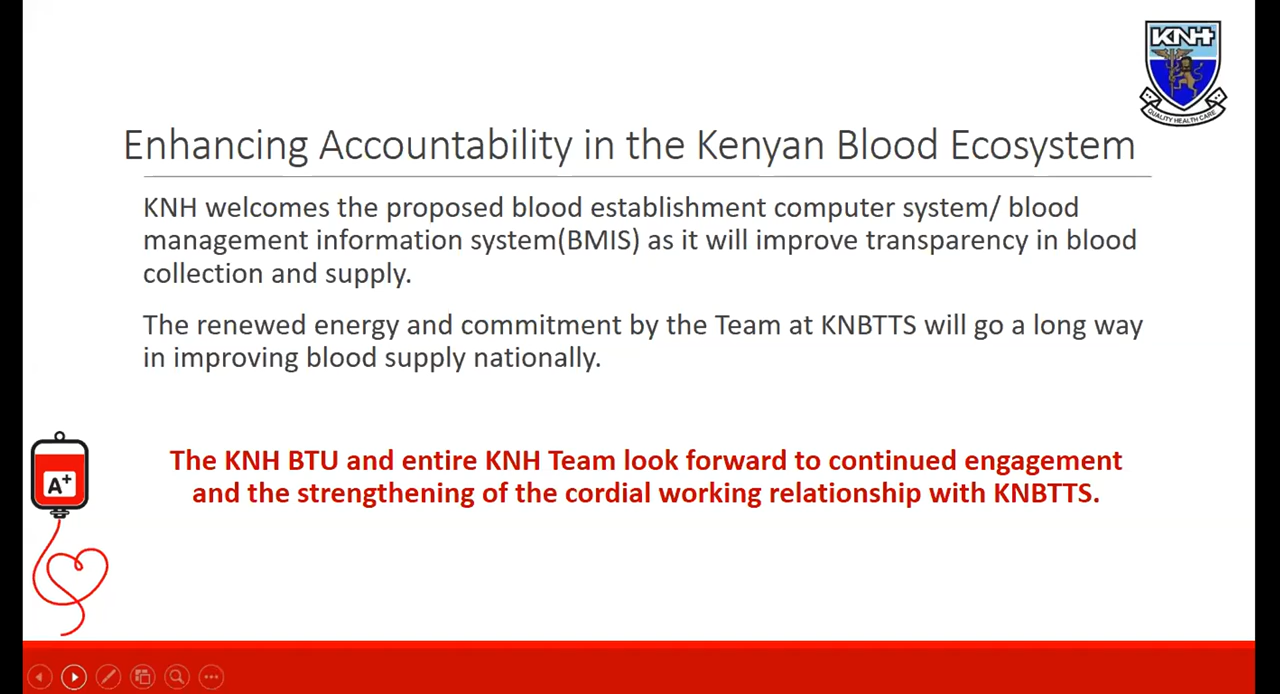 KNH
QUALITY HEALTH CARE
Enhancing Accountability in the Kenyan Blood Ecosystem
KNH welcomes the proposed blood establishment computer system/ blood
management information system(BMIS) as it will improve transparency in blood
collection and supply.
The renewed energy and commitment by the Team at KNBTTS will go a long way
in improving blood supply nationally.
The KNH BTU and entire KNH Team look forward to continued engagement
and the strengthening of the cordial working relationship with KNBTTS.
A+